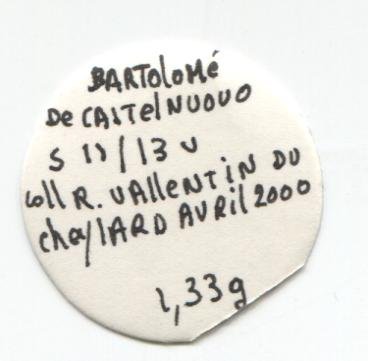 BARTOLOMÉ
De CASTELNUOVO
S 11/13 v
coll R. VALLENTIN DU
cheylARD AVRIL 2000
1,33g